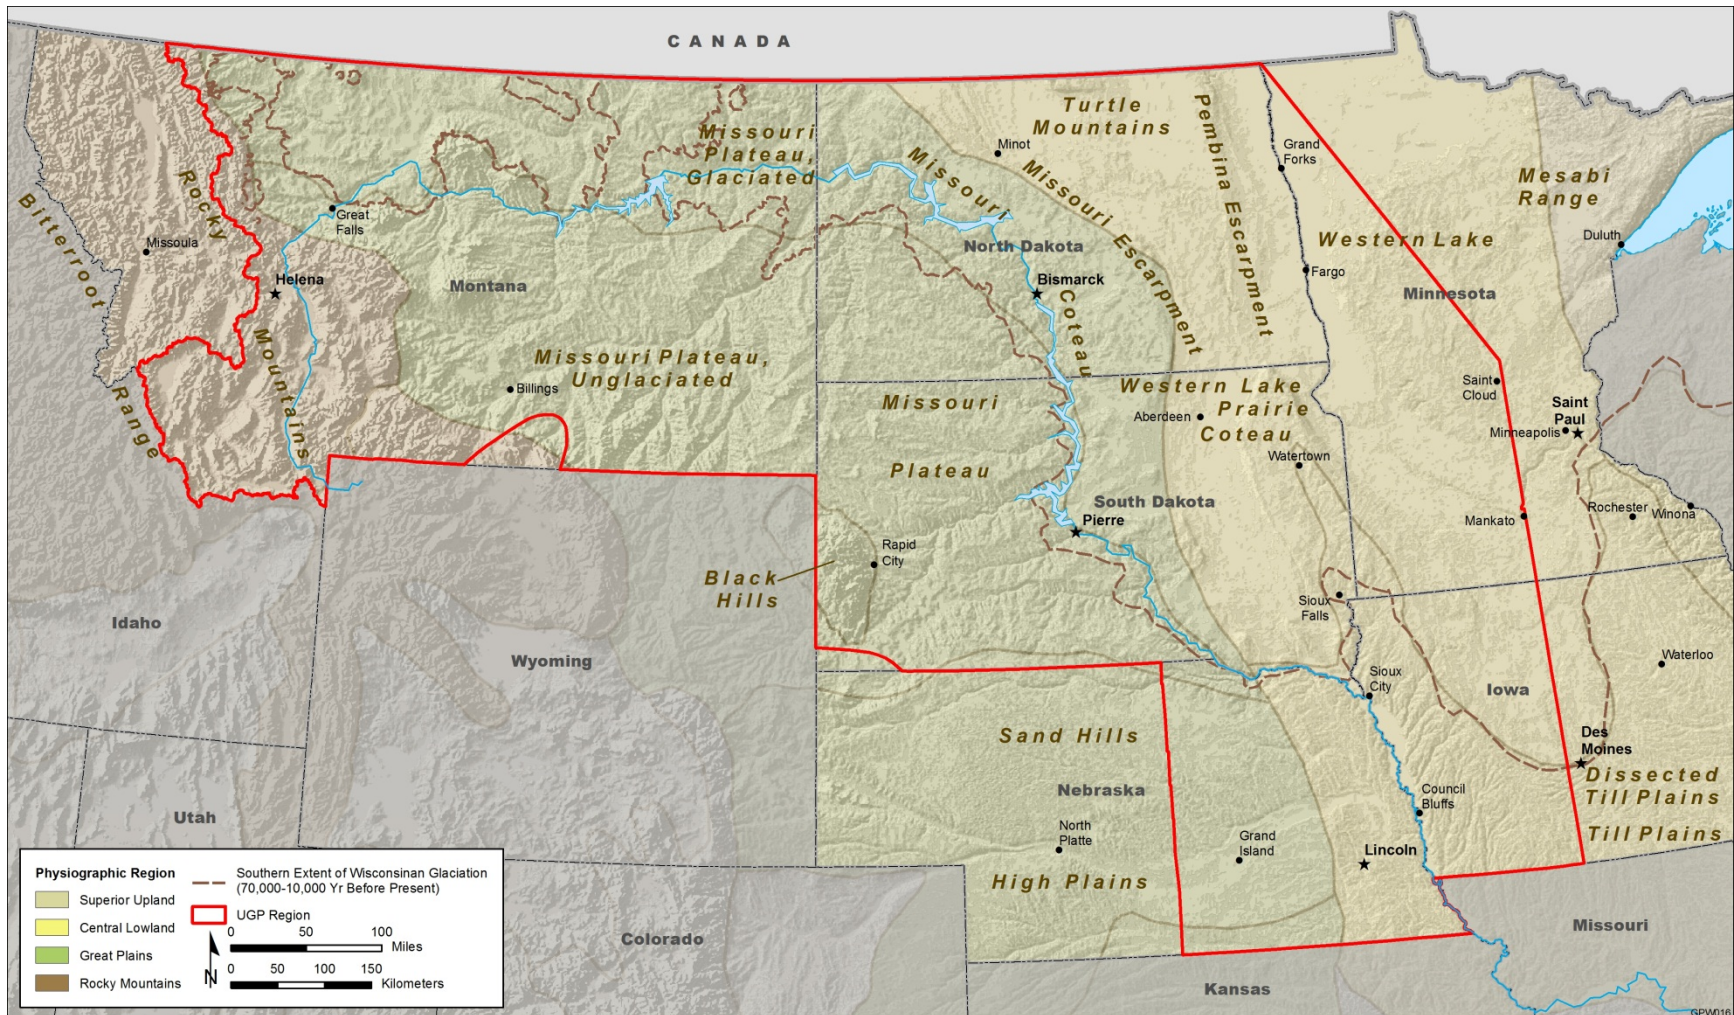 CANADA
Turtle
Mountains
Pembina Escarpment
Missouri
Plateau,
Glaciated
Minot
Grand
Forks
Missouri
Coteau
Missouri Escarpment
Mesabi
Range
Rocky
Mountains
Bitterroot
Range
Great
Falls
Missoula
Duluth
Western Lake
North Dakota
Fargo
Helena
Montana
Bismarck
Minnesota
Missouri Plateau,
Unglaciated
Billings
Missouri
Plateau
Western Lake
Prairie
Coteau
Aberdeen
Saint
Cloud
Saint
Paul
Minneapolis
Watertown
South Dakota
Pierre
Mankato
Rochester
Winona
Rapid
City
Black
Hills
Sioux
Falls
Idaho
Wyoming
Waterloo
Sioux
City
Iowa
Sand Hills
Des
Moines
Dissected
Till Plains
Till Plains
Nebraska
Council
Bluffs
Utah
North
Platte
Grand
Island
Lincoln
High Plains
Colorado
Missouri
Kansas
Physiographic Region
Superior Upland
Central Lowland
Great Plains
Rocky Mountains
Southern Extent of Wisconsinan Glaciation
(70,000-10,000 Yr Before Present)
UGP Region
0 50 100
Miles
0 50 100 150
Kilometers
N
GPW016